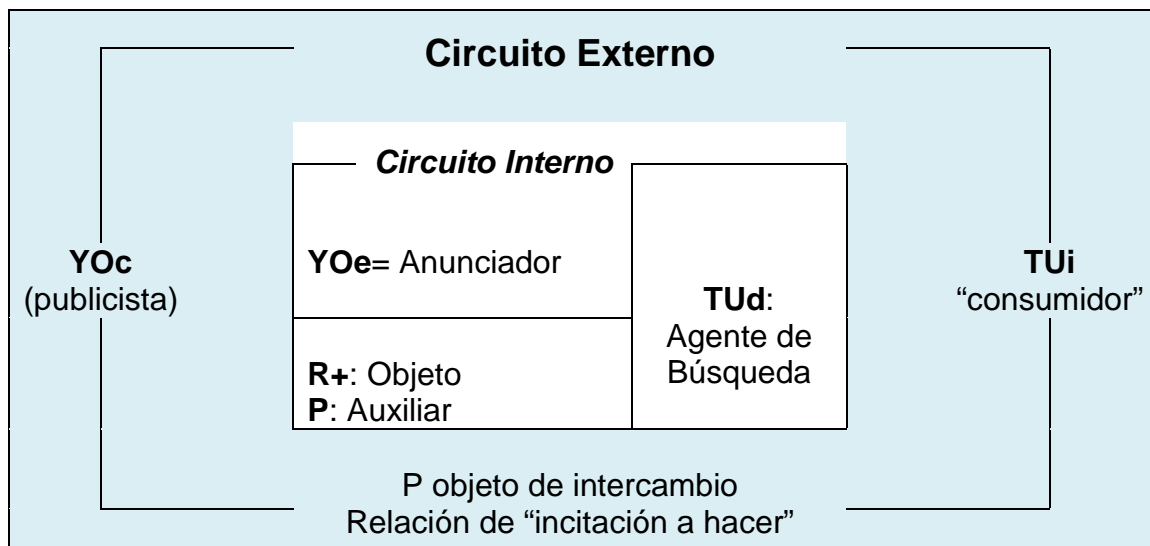 Circuito Externo
Circuito Interno
YOc
(publicista)
YOe= Anunciador
R+: Objeto
P: Auxiliar
TUd:
Agente de
Búsqueda
TUi
“consumidor”
P objeto de intercambio
Relación de “incitación a hacer”